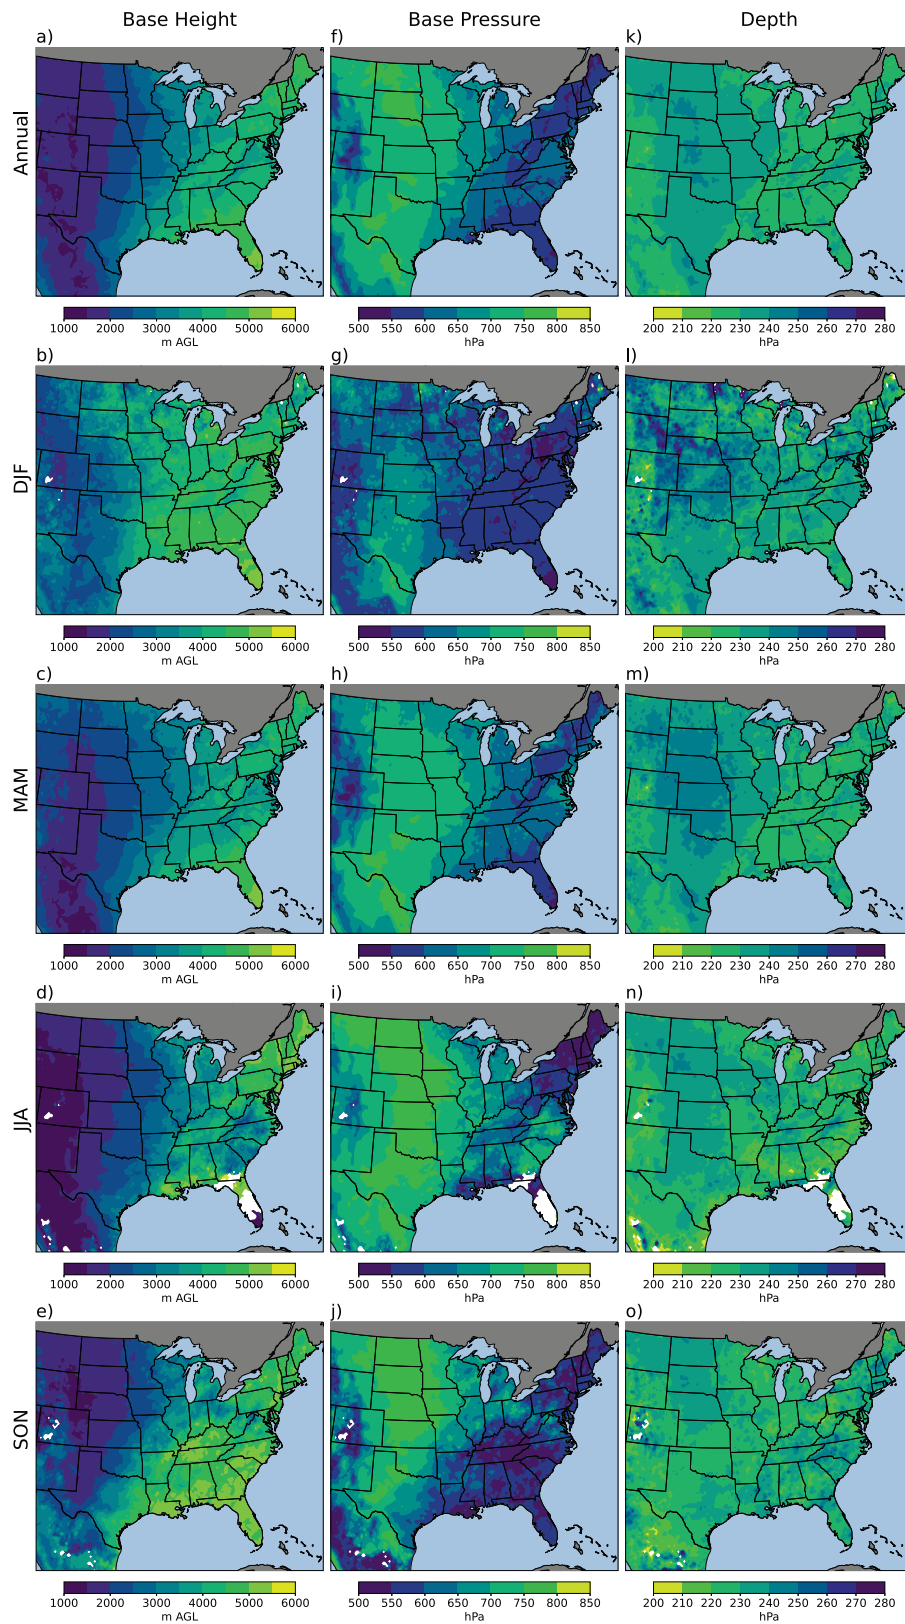 Base Height Base Pressure Depth
a) f) k)
Annual
1000 2000 3000 4000 5000 6000
m AGL
500 550 600 650 700 750 800 850
hPa
200 210 220 230 240 250 260 270 280
hPa
b) g) l)
DJF
1000 2000 3000 4000 5000 6000
m AGL
500 550 600 650 700 750 800 850
hPa
200 210 220 230 240 250 260 270 280
hPa
c) h) m)
MAM
1000 2000 3000 4000 5000 6000
m AGL
500 550 600 650 700 750 800 850
hPa
200 210 220 230 240 250 260 270 280
hPa
d) i) n)
JJA
1000 2000 3000 4000 5000 6000
m AGL
500 550 600 650 700 750 800 850
hPa
200 210 220 230 240 250 260 270 280
hPa
e) j) o)
SON
1000 2000 3000 4000 5000 6000
m AGL
500 550 600 650 700 750 800 850
hPa
200 210 220 230 240 250 260 270 280
hPa